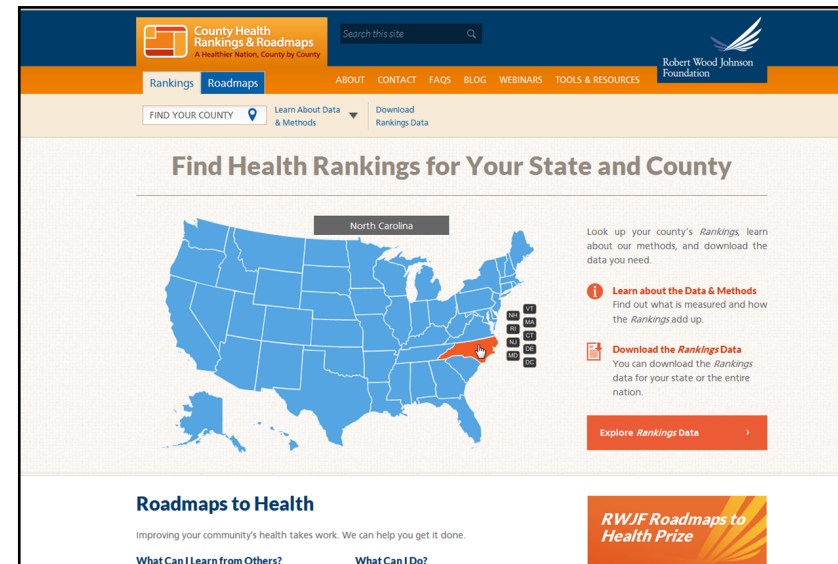 County Health
Rankings & Roadmaps
A Healthier Nation, County by County
Search this site
Robert Wood Johnson
Foundation
Rankings
Roadmaps
ABOUT CONTACT FAQS BLOG WEBINARS TOOLS & RESOURCES
FIND YOUR COUNTY
Learn About Data
& Methods
Download
Rankings Data
Find Health Rankings for Your State and County
North Carolina
VT
NH
MA
RI
CT
NJ
DE
MD
DC
Look up your county's Rankings, learn
about our methods, and download the
data you need.
Learn about the Data & Methods
Find out what is measured and how
the Rankings add up.
Download the Rankings Data
You can download the Rankings
data for your state or the entire
nation.
Explore Rankings Data
Roadmaps to Health
Improving your community's health takes work. We can help you get it done.
What Can I Learn from Others?
What Can I Do?
RWJF Roadmaps to
Health Prize